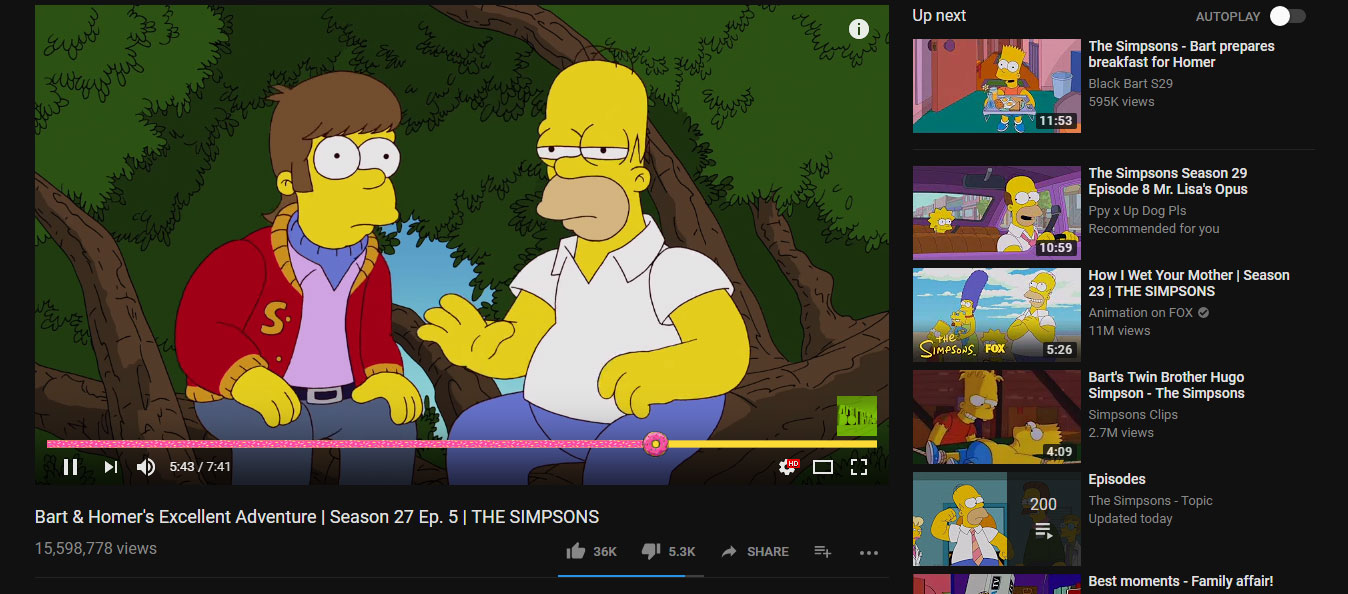 S.
5:43 / 7:41
HD
Bart & Homer's Excellent Adventure | Season 27 Ep. 5 | THE SIMPSONS
15,598,778 views
36K
5.3K
SHARE
Up next
AUTOPLAY
11:53
The Simpsons - Bart prepares
breakfast for Homer
Black Bart S29
595K views
10:59
The Simpsons Season 29
Episode 8 Mr. Lisa's Opus
Ppy x Up Dog Pls
Recommended for you
THE
SIMPSONS
FOX
5:26
How I Wet Your Mother | Season
23 | THE SIMPSONS
Animation on FOX
11M views
4:09
Bart's Twin Brother Hugo
Simpson - The Simpsons
Simpsons Clips
2.7M views
200
Episodes
The Simpsons - Topic
Updated today
Best moments - Family affair!